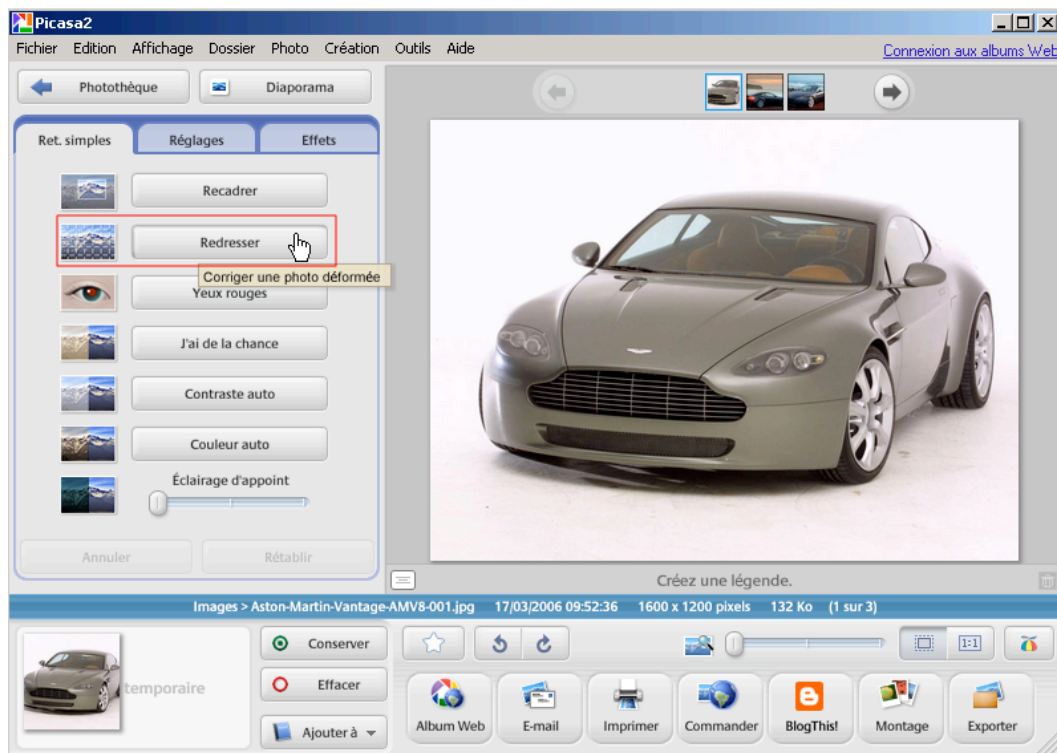 Picasa2
Fichier Edition Affichage Dossier Photo Création Outils Aide
Connexion aux albums Web
Photothèque
Diaporama
Ret. simples
Réglages
Effets
Recadrer
Redresser
Corriger une photo déformée
Yeux rouges
J'ai de la chance
Contraste auto
Couleur auto
Éclairage d'appoint
Annuler
Rétablir
Créez une légende.
Images > Aston-Martin-Vantage-AMV8-001.jpg 17/03/2006 09:52:36 1600 x 1200 pixels 132 Ko (1 sur 3)
temporaire
Conserver
Effacer
Ajouter à
1:1
Album Web
E-mail
Imprimer
Commander
BlogThis!
Montage
Exporter